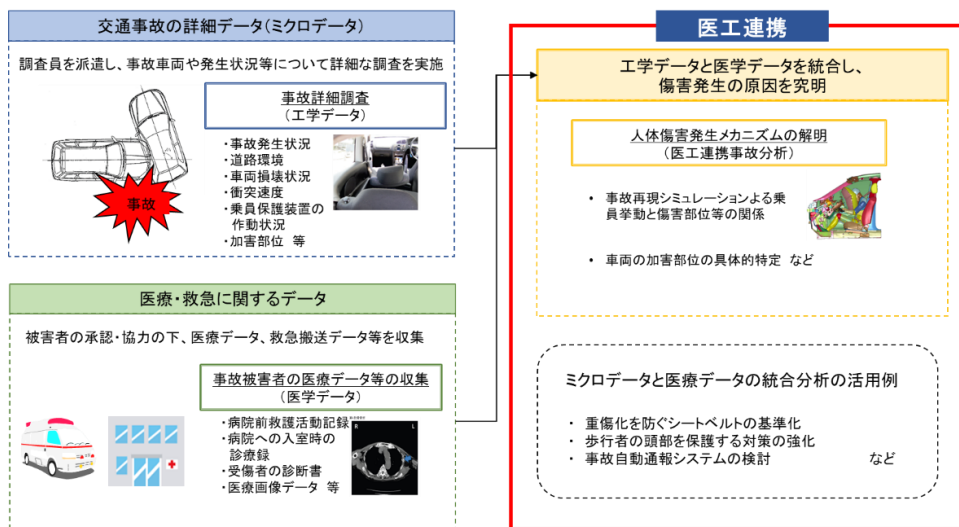 交通事故の詳細データ(ミクロデータ)
調査員を派遣し、事故車両や発生状況等について詳細な調査を実施
事故詳細調査
(工学データ)
・事故発生状況
・道路環境
・車両損壊状況
・衝突速度
・乗員保護装置の
作動状況
・加害部位 等
事故
医療・救急に関するデータ
被害者の承認・協力の下、医療データ、救急搬送データ等を収集
事故被害者の医療データ等の収集
(医学データ)
・病院前救護活動記録
・病院への入室時の
診療録
・受傷者の診断書
・医療画像データ 等
R
L
医工連携
工学データと医学データを統合し、
傷害発生の原因を究明
人体傷害発生メカニズムの解明
(医工連携事故分析)
• 事故再現シミュレーションによる乗
員挙動と傷害部位等の関係
• 車両の加害部位の具体的特定 など
ミクロデータと医療データの統合分析の活用例
• 重傷化を防ぐシートベルトの基準化
• 歩行者の頭部を保護する対策の強化
• 事故自動通報システムの検討 など